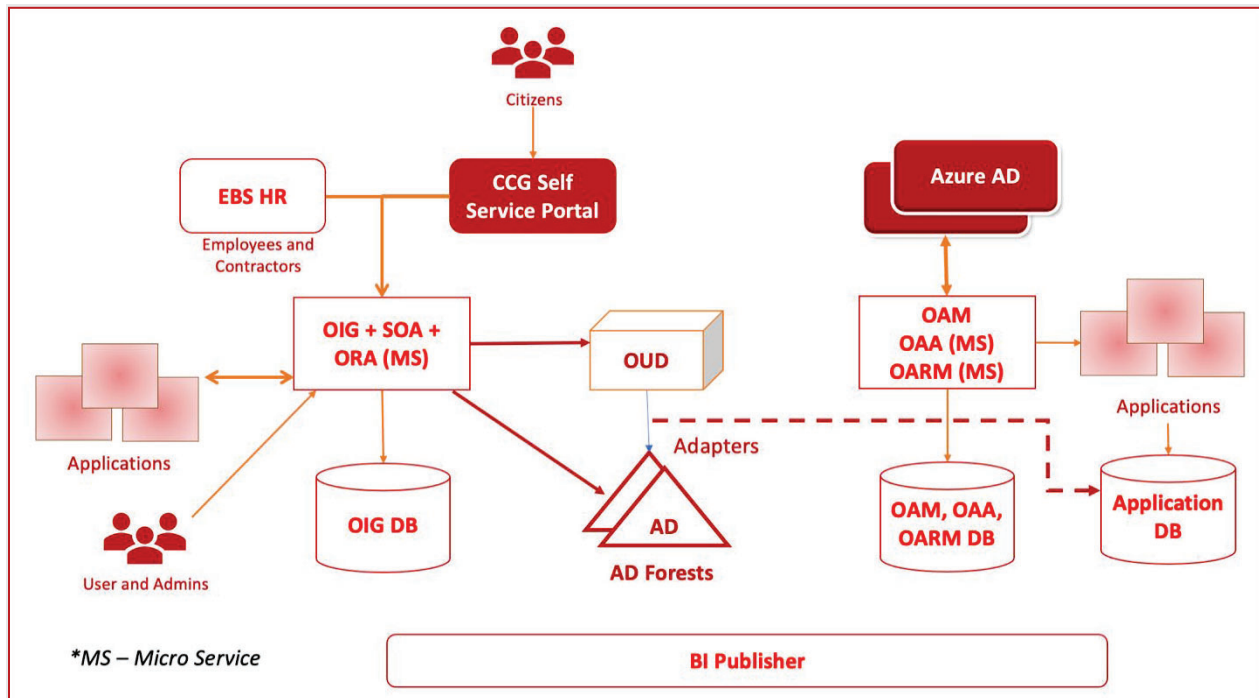 Citizens
EBS HR
CCG Self
Service Portal
Azure AD
Employees and
Contractors
OIG + SOA +
ORA (MS)
OUD
OAM
OAA (MS)
OARM (MS)
Applications
Applications
Adapters
OIG DB
AD
AD Forests
OAM, OAA,
OARM DB
Application
DB
User and Admins
*MS – Micro Service
BI Publisher